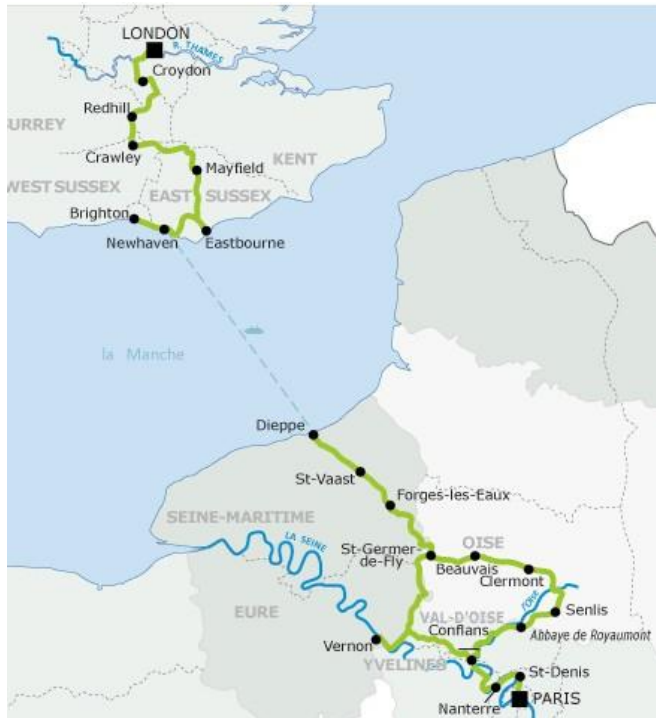 LONDON
R. THAMES
Croydon
Redhill
SURREY
Crawley
KENT
Mayfield
WEST SUSSEX
EAST SUSSEX
Brighton
Newhaven
Eastbourne
la Manche
Dieppe
St-Vaast
Forges-les-Eaux
SEINE-MARITIME
LA SEINE
St-Germer-
de-Fly
OISE
Beauvais
Clermont
l'Oise
EURE
VAL-D'OISE
Senlis
Conflans
Abbaye de Royaumont
Vernon
YVELINES
St-Denis
Nanterre
PARIS